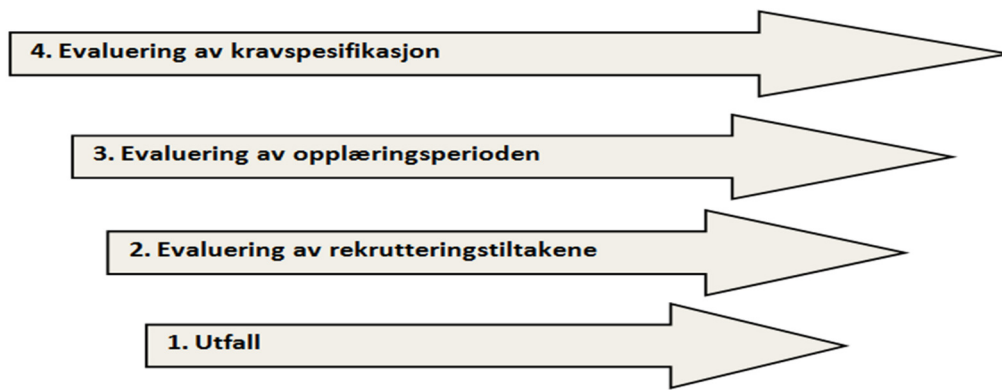 4. Evaluering av kravspesifikasjon
3. Evaluering av opplæringsperioden
2. Evaluering av rekrutteringstiltakene
1. Utfall